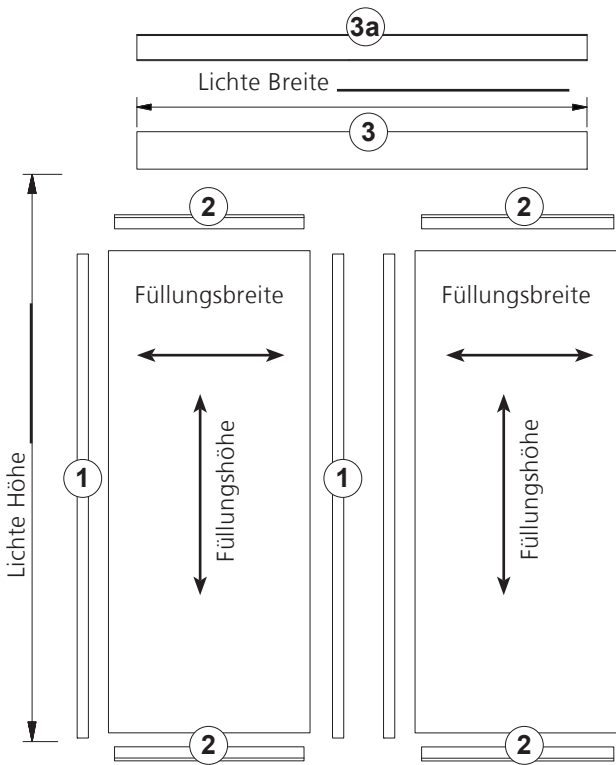 3a
Lichte Breite
3
2 2
Füllungsbreite Füllungsbreite
Lichte Höhe
1
Füllungshöhe
1
Füllungshöhe
2 2